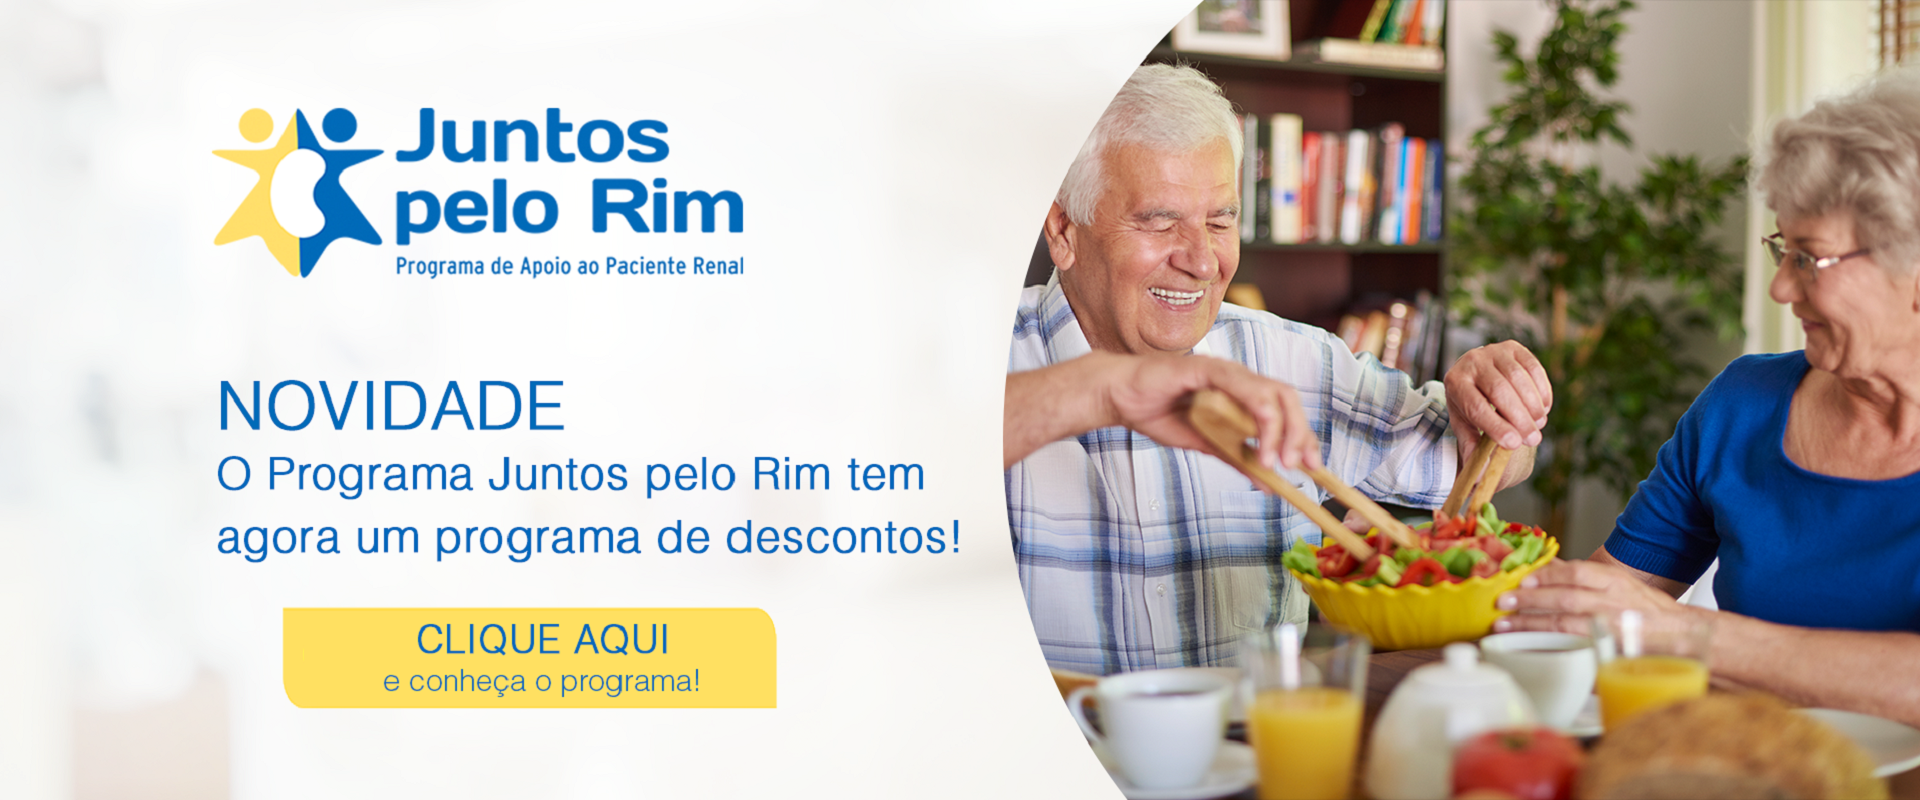 Juntos
pelo Rim
Programa de Apoio ao Paciente Renal
NOVIDADE
O Programa Juntos pelo Rim tem
agora um programa de descontos!
CLIQUE AQUI
e conheça o programa!